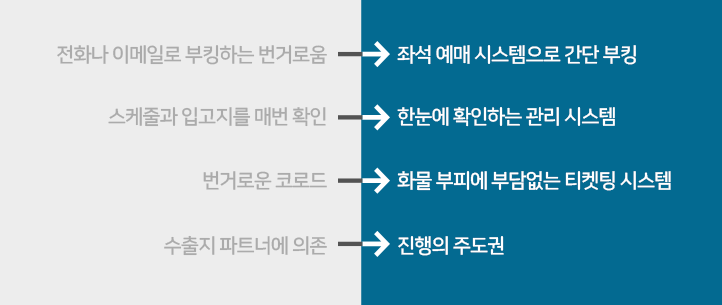 전화나 이메일로 부킹하는 번거로움 → 좌석 예매 시스템으로 간단 부킹
스케줄과 입고지를 매번 확인 → 한눈에 확인하는 관리 시스템
번거로운 코로드 → 화물 부피에 부담없는 티켓팅 시스템
수출지 파트너에 의존 → 진행의 주도권